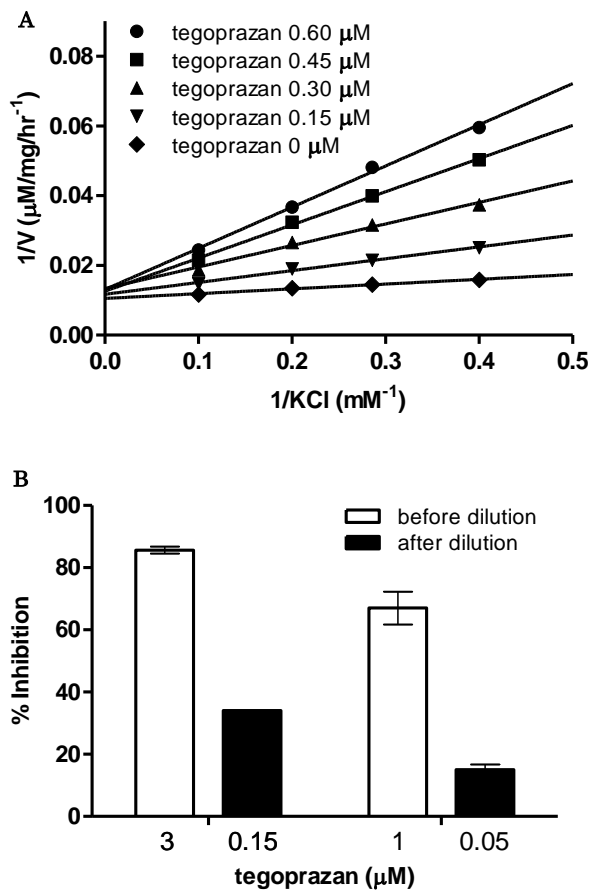 A
tegoprazan 0.60 µM
tegoprazan 0.45 µM
tegoprazan 0.30 µM
tegoprazan 0.15 µM
tegoprazan 0 µM
1/V (µM/mg/hr⁻¹)
0.08
0.06
0.04
0.02
0.00
0.0 0.1 0.2 0.3 0.4 0.5
1/KCl (mM⁻¹)
B
before dilution
after dilution
% Inhibition
100
80
60
40
20
0
3 0.15 1 0.05
tegoprazan (µM)